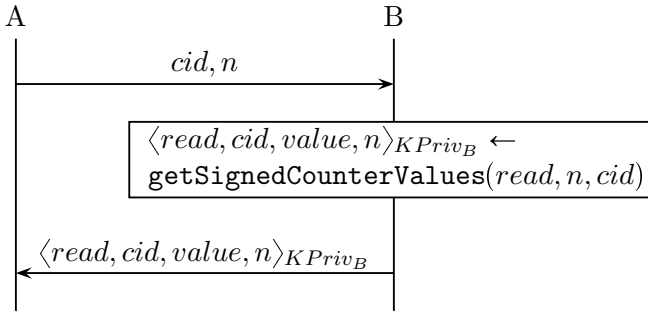 A B
cid, n
⟨read, cid, value, n⟩_{KPriv_B} ←
getSignedCounterValues(read, n, cid)
⟨read, cid, value, n⟩_{KPriv_B}